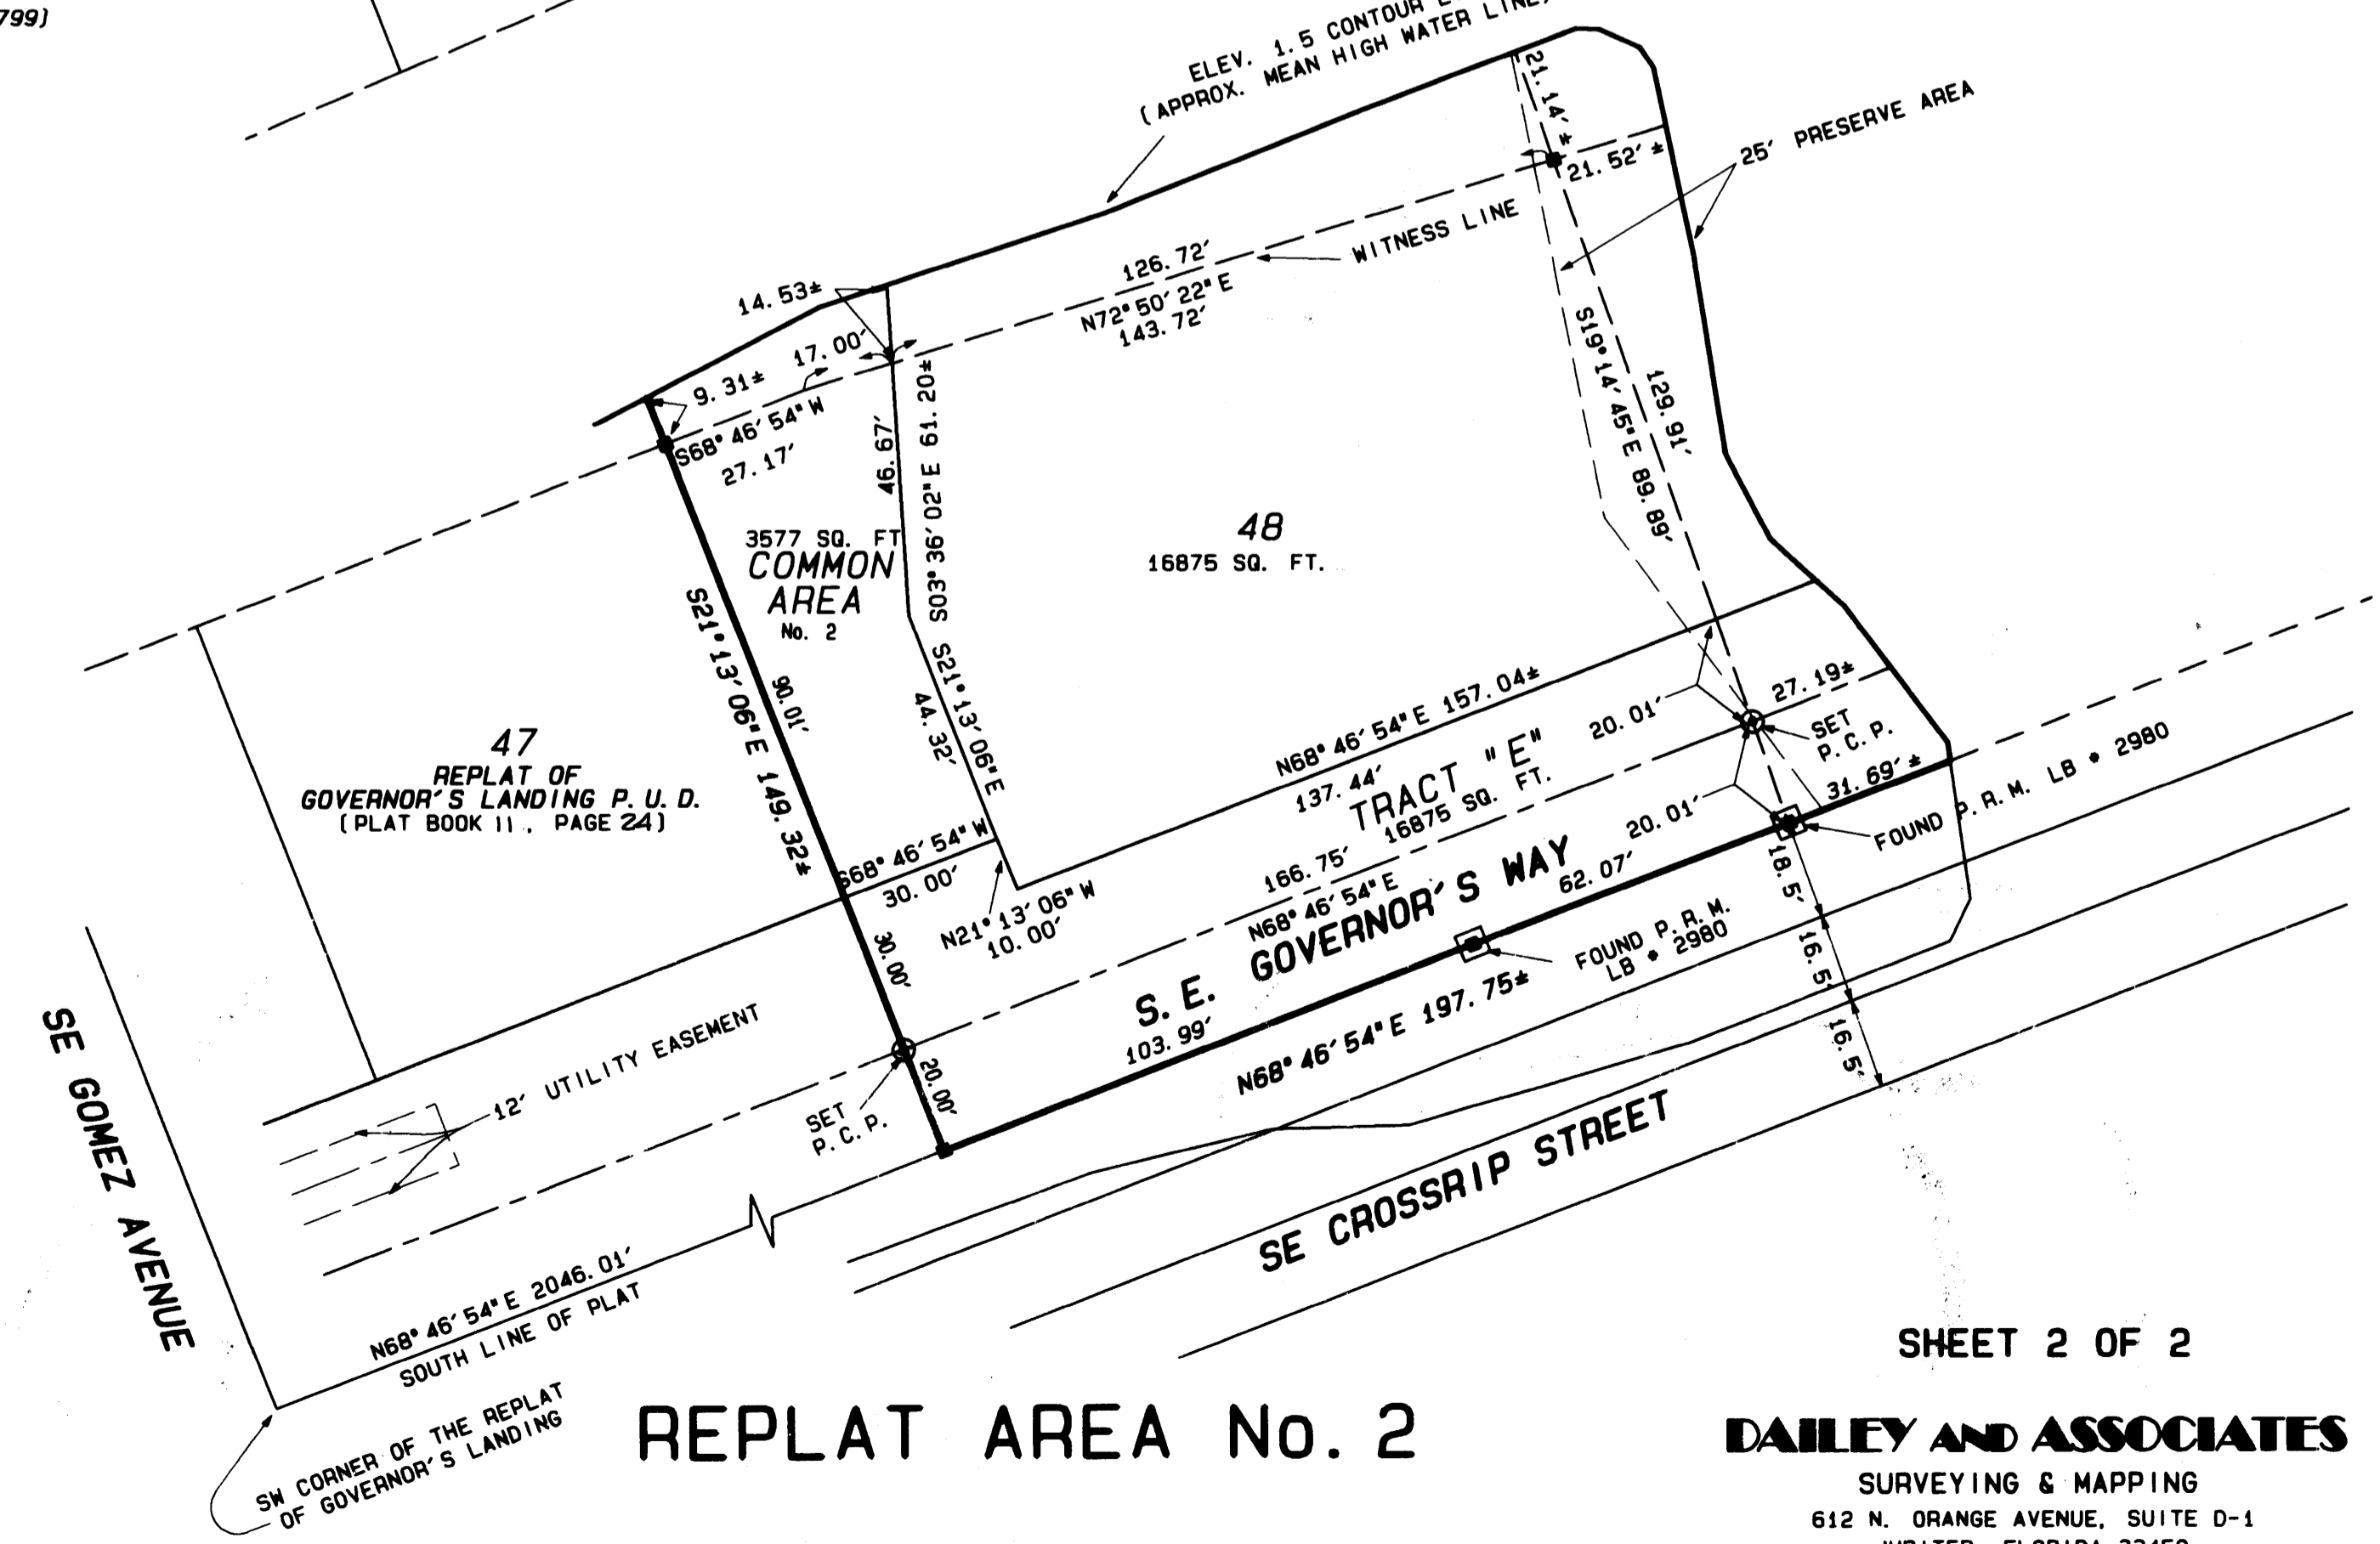 799)
ELEV. 1.5 CONTOUR
(APPROX. MEAN HIGH WATER LINE)
21.14' ±
21.52' ±
25' PRESERVE AREA
WITNESS LINE
126.72'
N72° 50' 22" E
143.72'
14.53±
17.00'
9.31±
S68° 46' 54" W
27.17'
46.67'
S03° 36' 02" E 61.20±
S19° 14' 45" E 89.89'
129.91'
3577 SQ. FT
COMMON
AREA
No. 2
48
16875 SQ. FT.
S21° 13' 06" E 149.32±
90.01'
S21° 13' 06" E
44.32'
47
REPLAT OF
GOVERNOR'S LANDING P. U. D.
(PLAT BOOK 11, PAGE 24)
N68° 46' 54" E 157.04±
137.44'
TRACT "E"
16875 SQ. FT.
20.01'
27.19±
SET
P. C. P.
31.69' ±
20.01'
FOUND P. R. M. LB # 2980
S68° 46' 54" W
30.00'
N21° 13' 06" W
10.00'
166.75'
N68° 46' 54" E
S. E. GOVERNOR'S WAY
62.07'
18.5'
30.00'
FOUND P. R. M.
LB # 2980
16.5'
16.5'
103.99'
N68° 46' 54" E 197.75±
12' UTILITY EASEMENT
20.00'
SET
P. C. P.
SE GOMEZ AVENUE
SE CROSSRIP STREET
N68° 46' 54" E 2046.01'
SOUTH LINE OF PLAT
SW CORNER OF THE REPLAT
OF GOVERNOR'S LANDING
REPLAT AREA No. 2
SHEET 2 OF 2
DAILEY AND ASSOCIATES
SURVEYING & MAPPING
612 N. ORANGE AVENUE, SUITE D-1